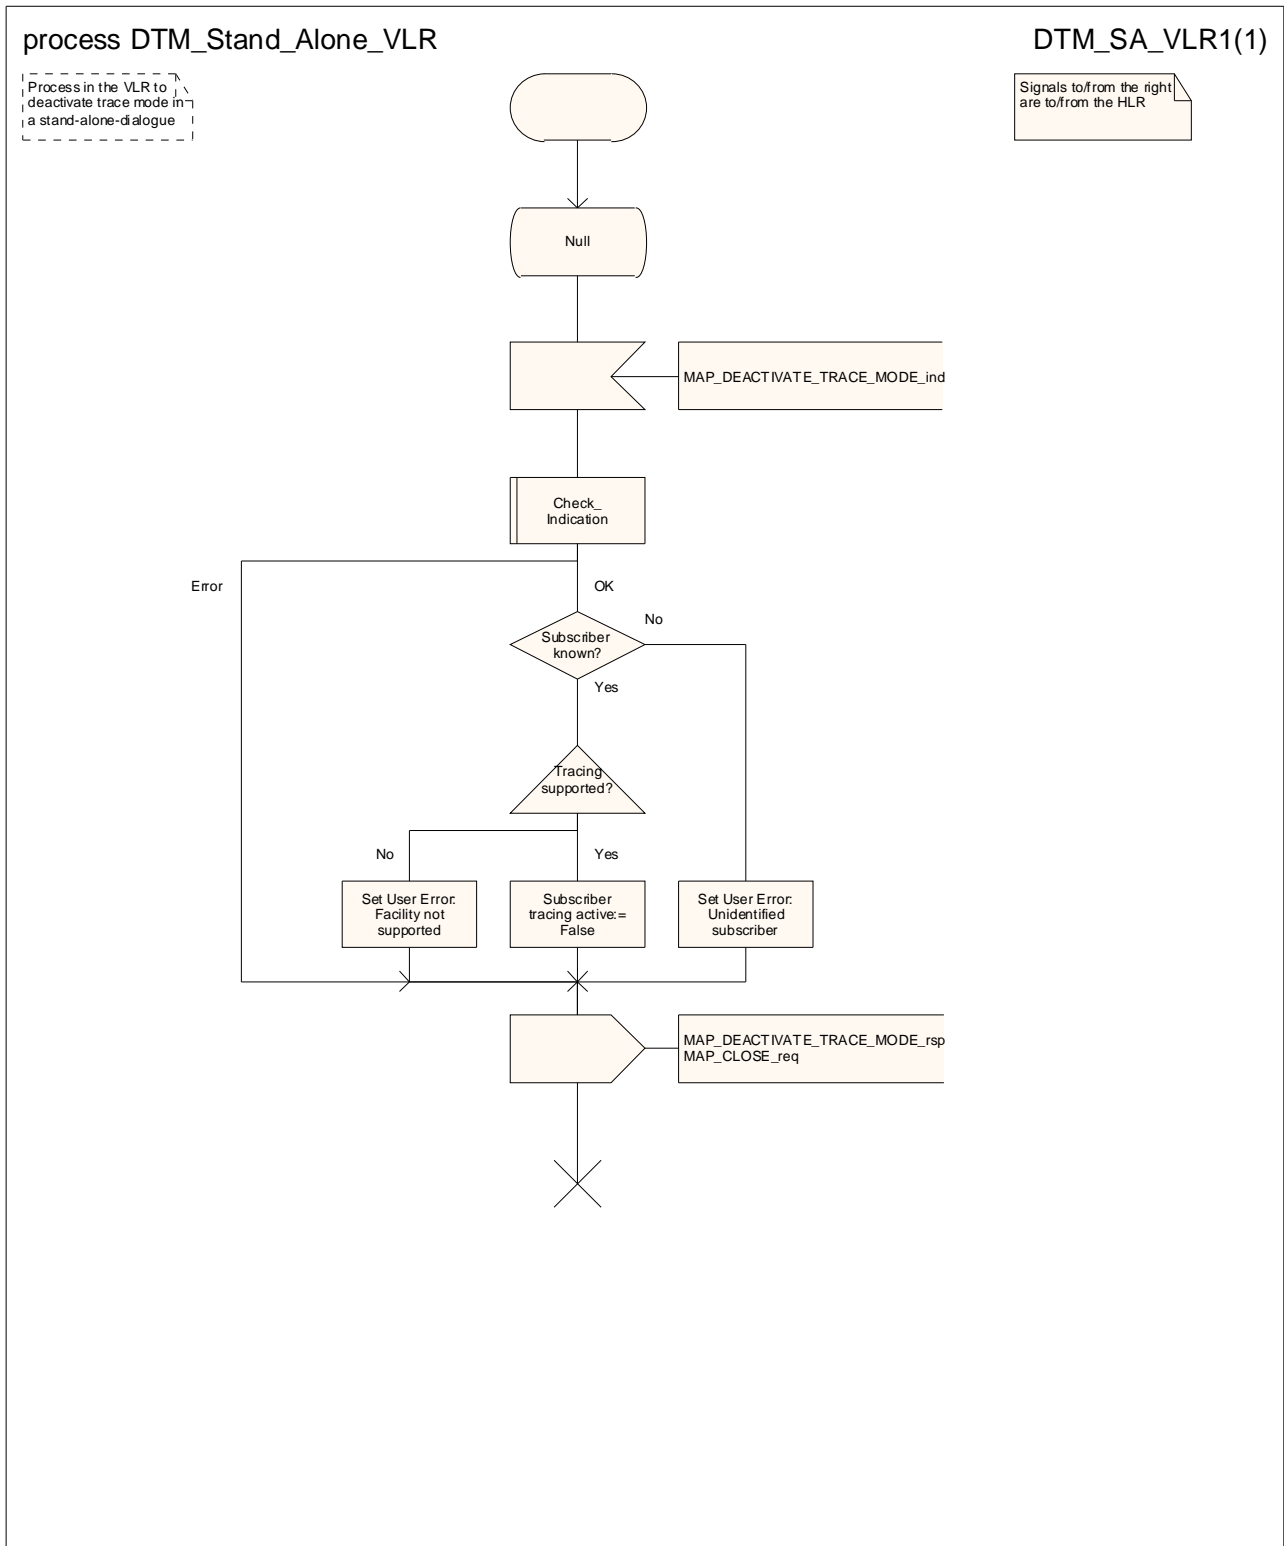 process DTM_Stand_Alone_VLR
DTM_SA_VLR1(1)
Process in the VLR to
deactivate trace mode in
a stand-alone-dialogue
Signals to/from the right
are to/from the HLR
Null
MAP_DEACTIVATE_TRACE_MODE_ind
Check_
Indication
Error
OK
No
Subscriber
known?
Yes
Tracing
supported?
No
Yes
Set User Error:
Facility not
supported
Subscriber
tracing active:=
False
Set User Error:
Unidentified
subscriber
MAP_DEACTIVATE_TRACE_MODE_rsp
MAP_CLOSE_req